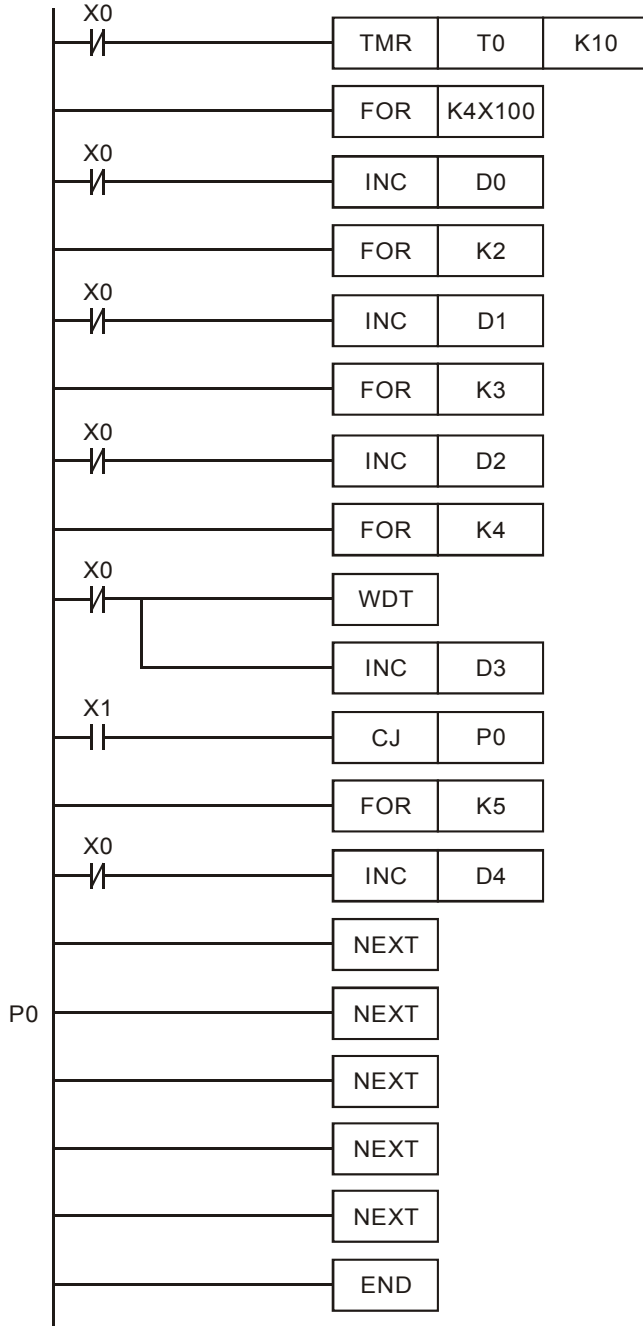 X0
TMR T0 K10
FOR K4X100
X0
INC D0
FOR K2
X0
INC D1
FOR K3
X0
INC D2
FOR K4
X0
WDT
INC D3
X1
CJ P0
FOR K5
X0
INC D4
NEXT
P0 NEXT
NEXT
NEXT
NEXT
END